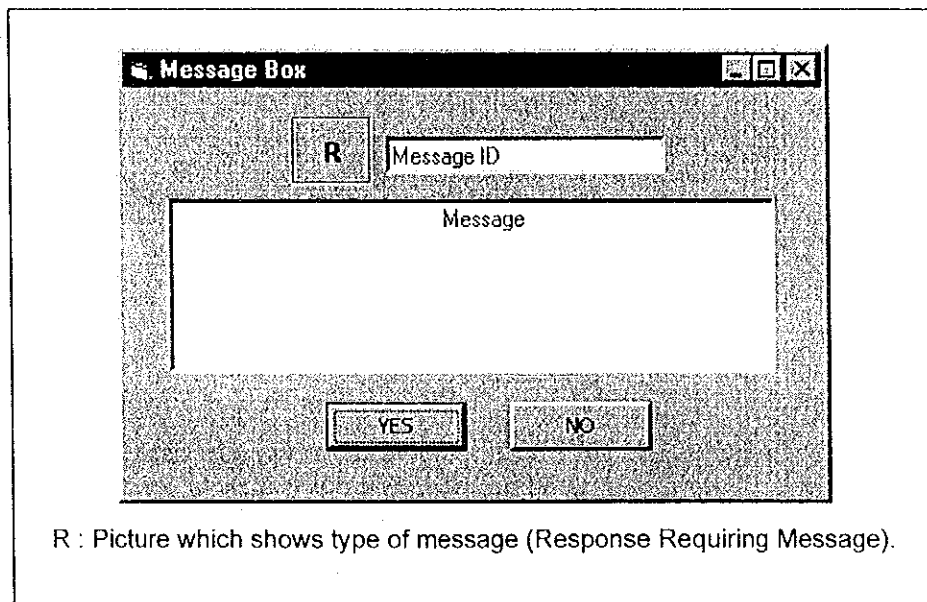 Message Box
R
Message ID
Message
YES NO
R : Picture which shows type of message (Response Requiring Message).